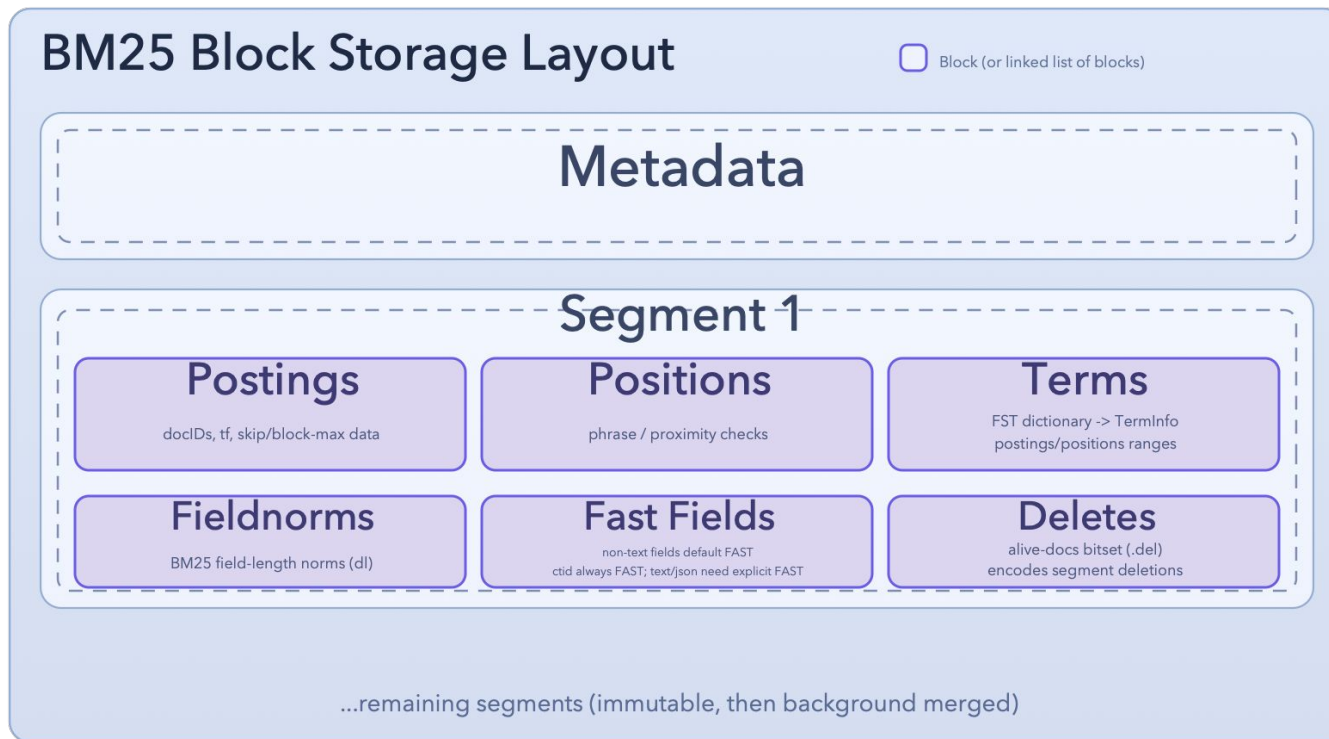 BM25 Block Storage Layout
Block (or linked list of blocks)
Metadata
Segment 1
Postings
docIDs, tf, skip/block-max data
Positions
phrase / proximity checks
Terms
FST dictionary -> TermInfo
postings/positions ranges
Fieldnorms
BM25 field-length norms (dl)
Fast Fields
non-text fields default FAST
ctid always FAST; text/json need explicit FAST
Deletes
alive-docs bitset (.del)
encodes segment deletions
...remaining segments (immutable, then background merged)